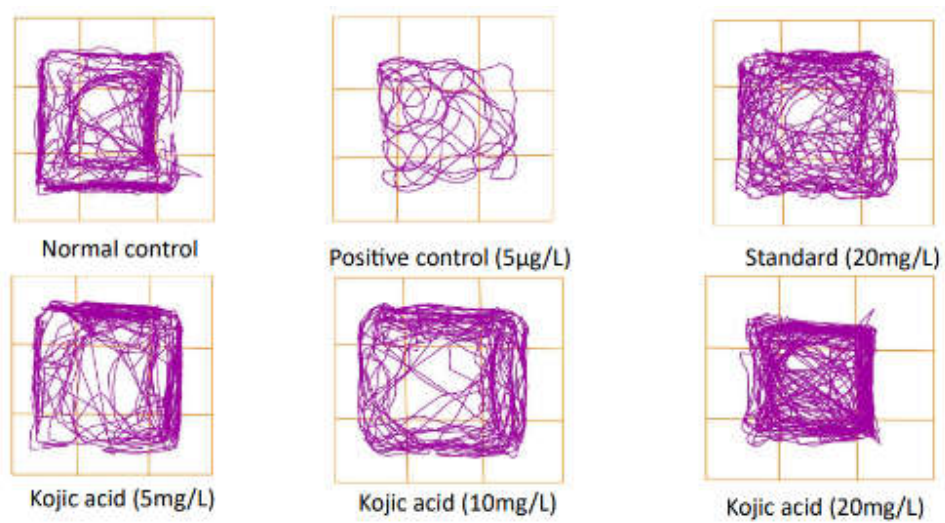 Normal control
Positive control (5µg/L)
Standard (20mg/L)
Kojic acid (5mg/L)
Kojic acid (10mg/L)
Kojic acid (20mg/L)